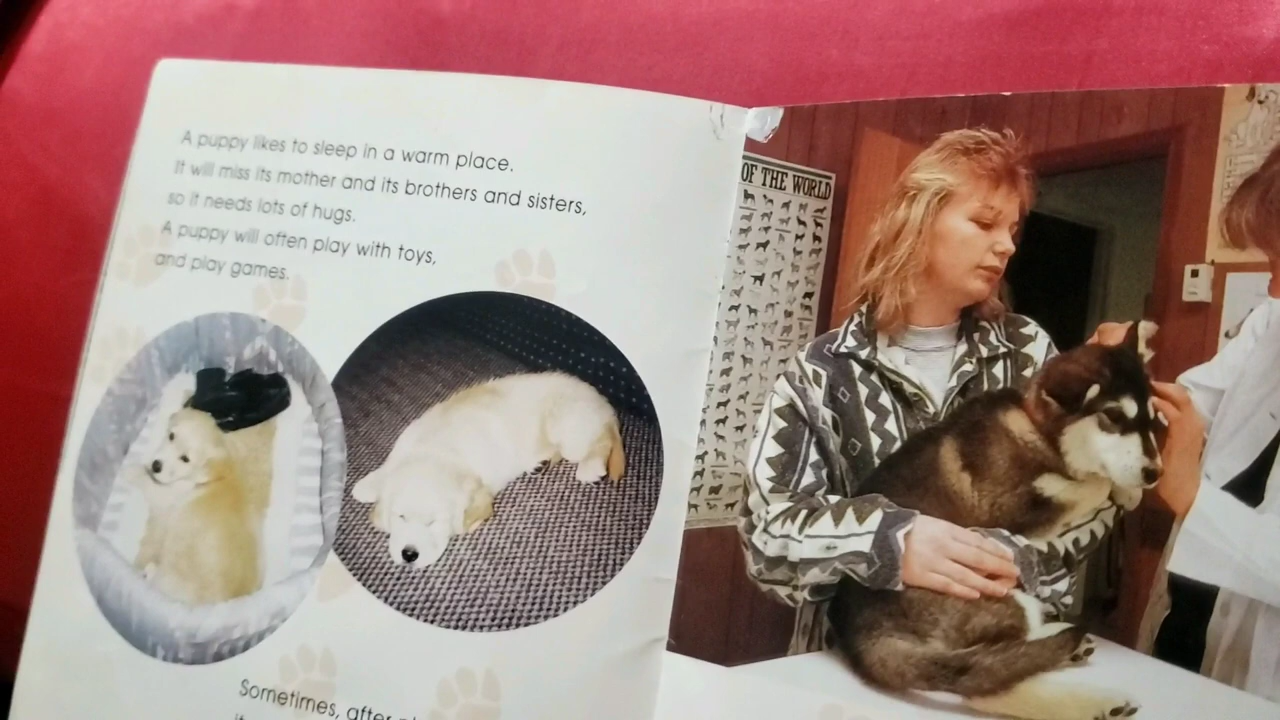 A puppy likes to sleep in a warm place.
It will miss its mother and its brothers and sisters,
so it needs lots of hugs.
A puppy will often play with toys,
and play games.
Sometimes, after
OF THE WORLD